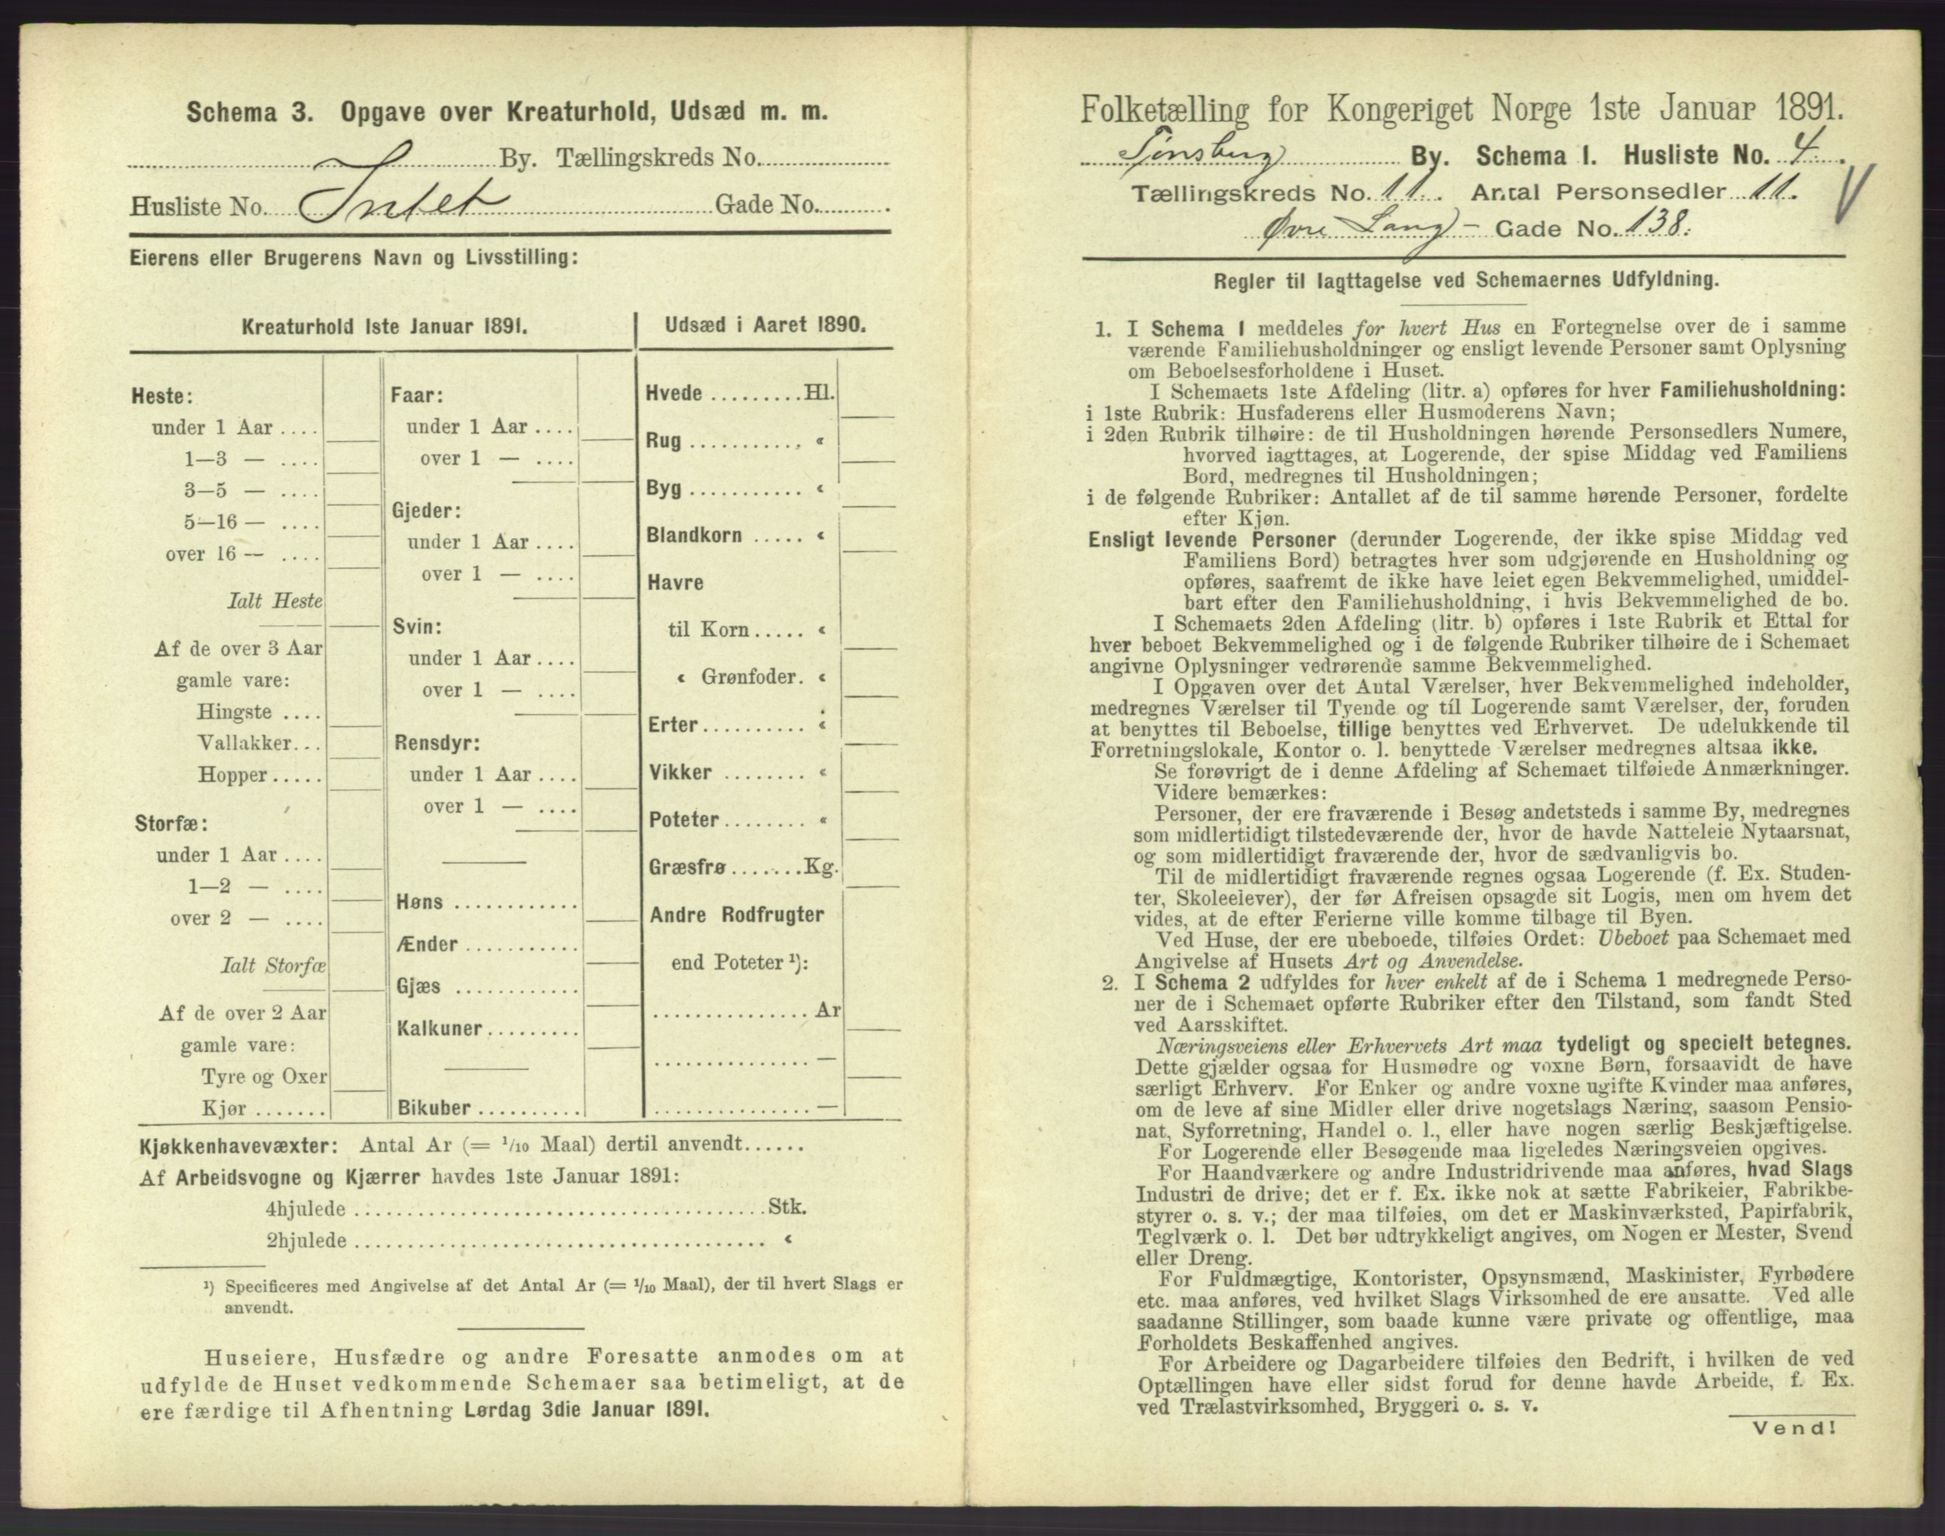 Schema 3. Opgave over Kreaturhold, Udsæd m. m.
By. Tællingskreds No.
Husliste No. Intet Gade No.
Eierens eller Brugerens Navn og Livsstilling:
Kreaturhold 1ste Januar 1891.
Heste:
under 1 Aar ....
1—3 — ....
3—5 — ....
5—16 — ....
over 16 — ....
Ialt Heste
Af de over 3 Aar
gamle vare:
Hingste ....
Vallakker...
Hopper.....
Storfæ:
under 1 Aar ....
1—2 — ....
over 2 — ....
Ialt Storfæ
Af de over 2 Aar
gamle vare:
Tyre og Oxer
Kjør .......
Faar:
under 1 Aar ....
over 1 — ....
Gjeder:
under 1 Aar ....
over 1 — ....
Svin:
under 1 Aar ....
over 1 — ....
Rensdyr:
under 1 Aar ....
over 1 — ....
Høns ............
Ænder ...........
Gjæs ............
Kalkuner.........
Bikuber ..........
Udsæd i Aaret 1890.
Hvede .........Hl.
Rug ..........., «
Byg ........... «
Blandkorn ..... «
Havre
til Korn..... «
« Grønfoder. «
Erter.......... «
Vikker ........ «
Poteter........ «
Græsfrø.......Kg.
Andre Rodfrugter
end Poteter ¹):
............... Ar
............... —
............... —
Kjøkkenhavevæxter: Antal Ar (= 1/10 Maal) dertil anvendt......
Af Arbeidsvogne og Kjærrer havdes 1ste Januar 1891:
4hjulede ....................................Stk.
2hjulede .................................... «
¹) Specificeres med Angivelse af det Antal Ar (= 1/10 Maal), der til hvert Slags er
anvendt.
Huseiere, Husfædre og andre Foresatte anmodes om at
udfylde de Huset vedkommende Schemaer saa betimeligt, at de
ere færdige til Afhentning Lørdag 3die Januar 1891.
Folketælling for Kongeriget Norge 1ste Januar 1891.
Tønsberg By. Schema 1. Husliste No. 4.
Tællingskreds No. 11. Antal Personsedler 11.
Øvre Lang- Gade No. 138.
Regler til Iagttagelse ved Schemaernes Udfyldning.
1. I Schema 1 meddeles for hvert Hus en Fortegnelse over de i samme
værende Familiehusholdninger og ensligt levende Personer samt Oplysning
om Beboelsesforholdene i Huset.
I Schemaets 1ste Afdeling (litr. a) opføres for hver Familiehusholdning:
i 1ste Rubrik: Husfaderens eller Husmoderens Navn;
i 2den Rubrik tilhøire: de til Husholdningen hørende Personsedlers Numere,
hvorved iagttages, at Logerende, der spise Middag ved Familiens
Bord, medregnes til Husholdningen;
i de følgende Rubriker: Antallet af de til samme hørende Personer, fordelte
efter Kjøn.
Ensligt levende Personer (derunder Logerende, der ikke spise Middag ved
Familiens Bord) betragtes hver som udgjørende en Husholdning og
opføres, saafremt de ikke have leiet egen Bekvemmelighed, umiddel-
bart efter den Familiehusholdning, i hvis Bekvemmelighed de bo.
I Schemaets 2den Afdeling (litr. b) opføres i 1ste Rubrik et Ettal for
hver beboet Bekvemmelighed og i de følgende Rubriker tilhøire de i Schemaet
angivne Oplysninger vedrørende samme Bekvemmelighed.
I Opgaven over det Antal Værelser, hver Bekvemmelighed indeholder,
medregnes Værelser til Tyende og til Logerende samt Værelser, der, foruden
at benyttes til Beboelse, tillige benyttes ved Erhvervet. De udelukkende til
Forretningslokale, Kontor o. l. benyttede Værelser medregnes altsaa ikke.
Se forøvrigt de i denne Afdeling af Schemaet tilføiede Anmærkninger.
Videre bemærkes:
Personer, der ere fraværende i Besøg andetsteds i samme By, medregnes
som midlertidigt tilstedeværende der, hvor de havde Natteleie Nytaarsnat,
og som midlertidigt fraværende der, hvor de sædvanligvis bo.
Til de midlertidigt fraværende regnes ogsaa Logerende (f. Ex. Studen-
ter, Skoleelever), der før Afreisen opsagde sit Logis, men om hvem det
vides, at de efter Ferierne ville komme tilbage til Byen.
Ved Huse, der ere ubeboede, tilføies Ordet: Ubeboet paa Schemaet med
Angivelse af Husets Art og Anvendelse.
2. I Schema 2 udfyldes for hver enkelt af de i Schema 1 medregnede Perso-
ner de i Schemaet opførte Rubriker efter den Tilstand, som fandt Sted
ved Aarsskiftet.
Næringsveiens eller Erhvervets Art maa tydeligt og specielt betegnes.
Dette gjælder ogsaa for Husmødre og voxne Børn, forsaavidt de have
særligt Erhverv. For Enker og andre voxne ugifte Kvinder maa anføres,
om de leve af sine Midler eller drive nogetslags Næring, saasom Pensio-
nat, Syforretning, Handel o. l., eller have nogen særlig Beskjæftigelse.
For Logerende eller Besøgende maa ligeledes Næringsveien opgives.
For Haandværkere og andre Industridrivende maa anføres, hvad Slags
Industri de drive; det er f. Ex. ikke nok at sætte Fabrikeier, Fabrikbe-
styrer o. s. v.; der maa tilføies, om det er Maskinværksted, Papirfabrik,
Teglværk o. l. Det bør udtrykkeligt angives, om Nogen er Mester, Svend
eller Dreng.
For Fuldmægtige, Kontorister, Opsynsmænd, Maskinister, Fyrbødere
etc. maa anføres, ved hvilket Slags Virksomhed de ere ansatte. Ved alle
saadanne Stillinger, som baade kunne være private og offentlige, maa
Forholdets Beskaffenhed angives.
For Arbeidere og Dagarbeidere tilføies den Bedrift, i hvilken de ved
Optællingen have eller sidst forud for denne havde Arbeide, f. Ex.
ved Trælastvirksomhed, Bryggeri o. s. v.
Vend!